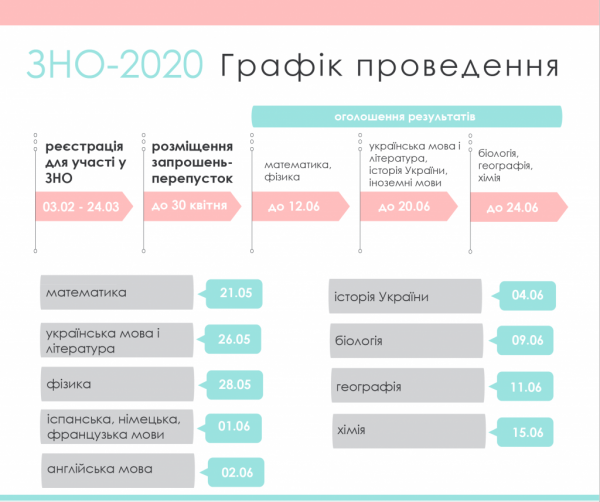 ЗНО-2020 Графік проведення
оголошення результатів
реєстрація
для участі у
ЗНО
03.02 - 24.03
розміщення
запрошень-
перепусток
до 30 квітня
математика,
фізика
до 12.06
українська мова і
література,
історія України,
іноземні мови
до 20.06
біологія,
географія,
хімія
до 24.06
математика
21.05
українська мова і
література
26.05
фізика
28.05
іспанська, німецька,
французька мови
01.06
англійська мова
02.06
історія України
04.06
біологія
09.06
географія
11.06
хімія
15.06